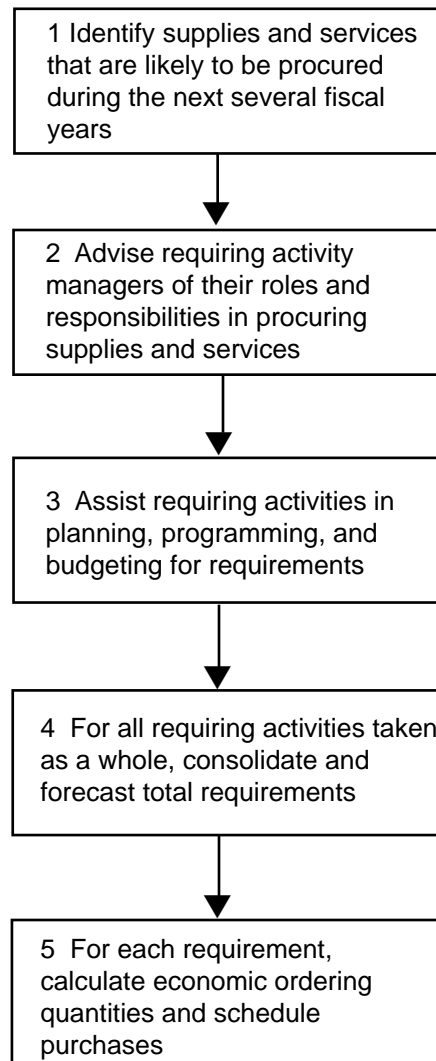 1 Identify supplies and services
that are likely to be procured
during the next several fiscal
years
2  Advise requiring activity
managers of their roles and
responsibilities in procuring
supplies and services
3  Assist requiring activities in
planning, programming, and
budgeting for requirements
4  For all requiring activities taken
as a whole, consolidate and
forecast total requirements
5  For each requirement,
calculate economic ordering
quantities and schedule
purchases